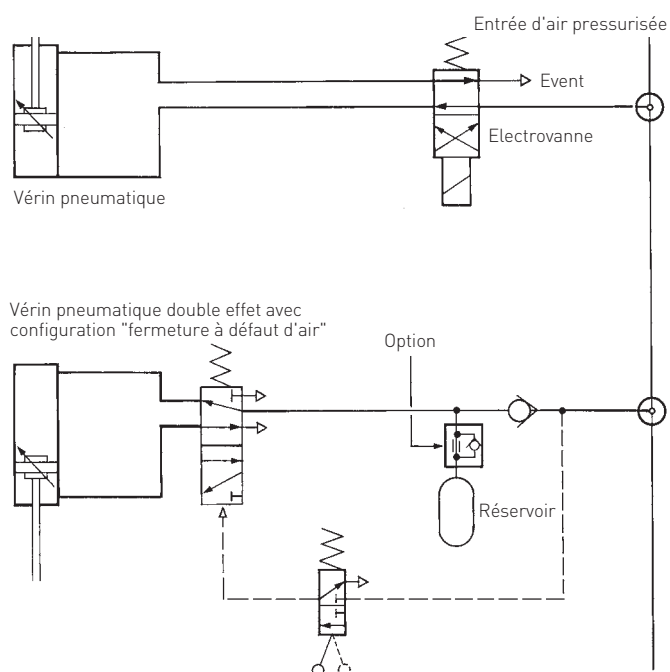 Entrée d'air pressurisée
Event
Electrovanne
Vérin pneumatique
Vérin pneumatique double effet avec
configuration "fermeture à défaut d'air"
Option
Réservoir